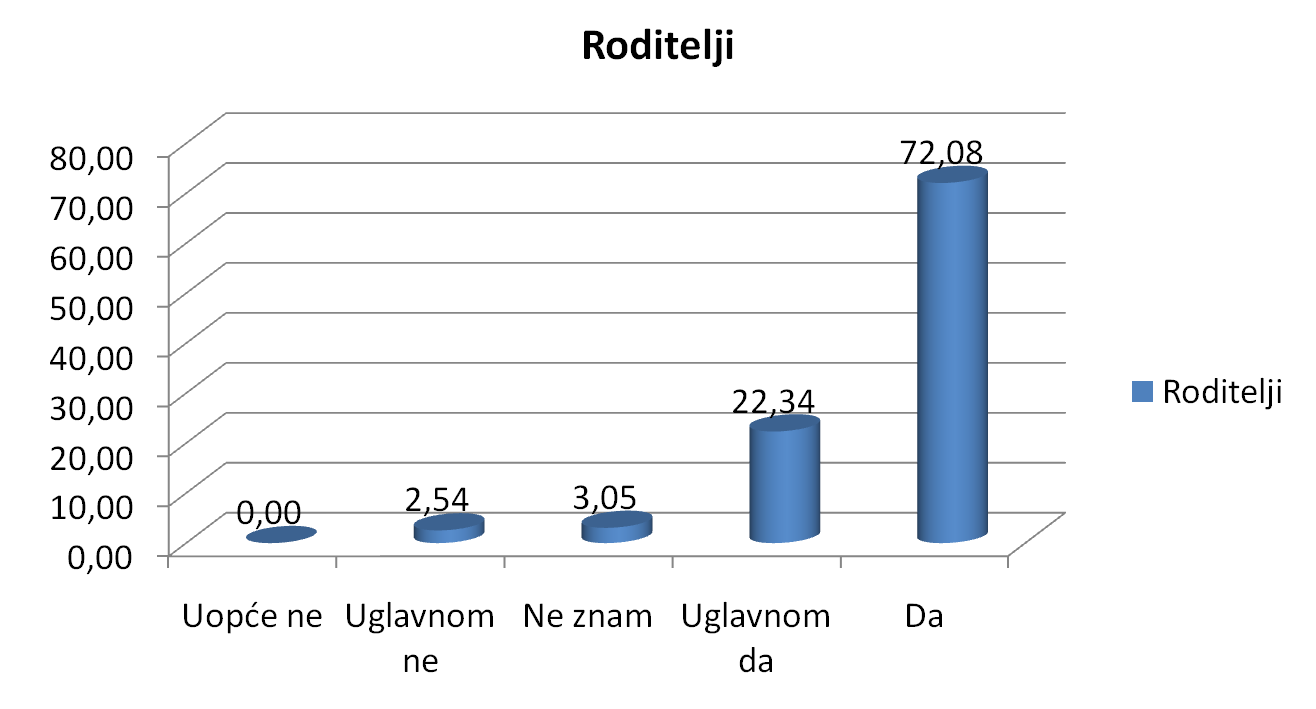 Roditelji
80,00
70,00
60,00
50,00
40,00
30,00
20,00
10,00
0,00
0,00
2,54
3,05
22,34
72,08
Uopće ne
Uglavnom
ne
Ne znam
Uglavnom
da
Da
Roditelji